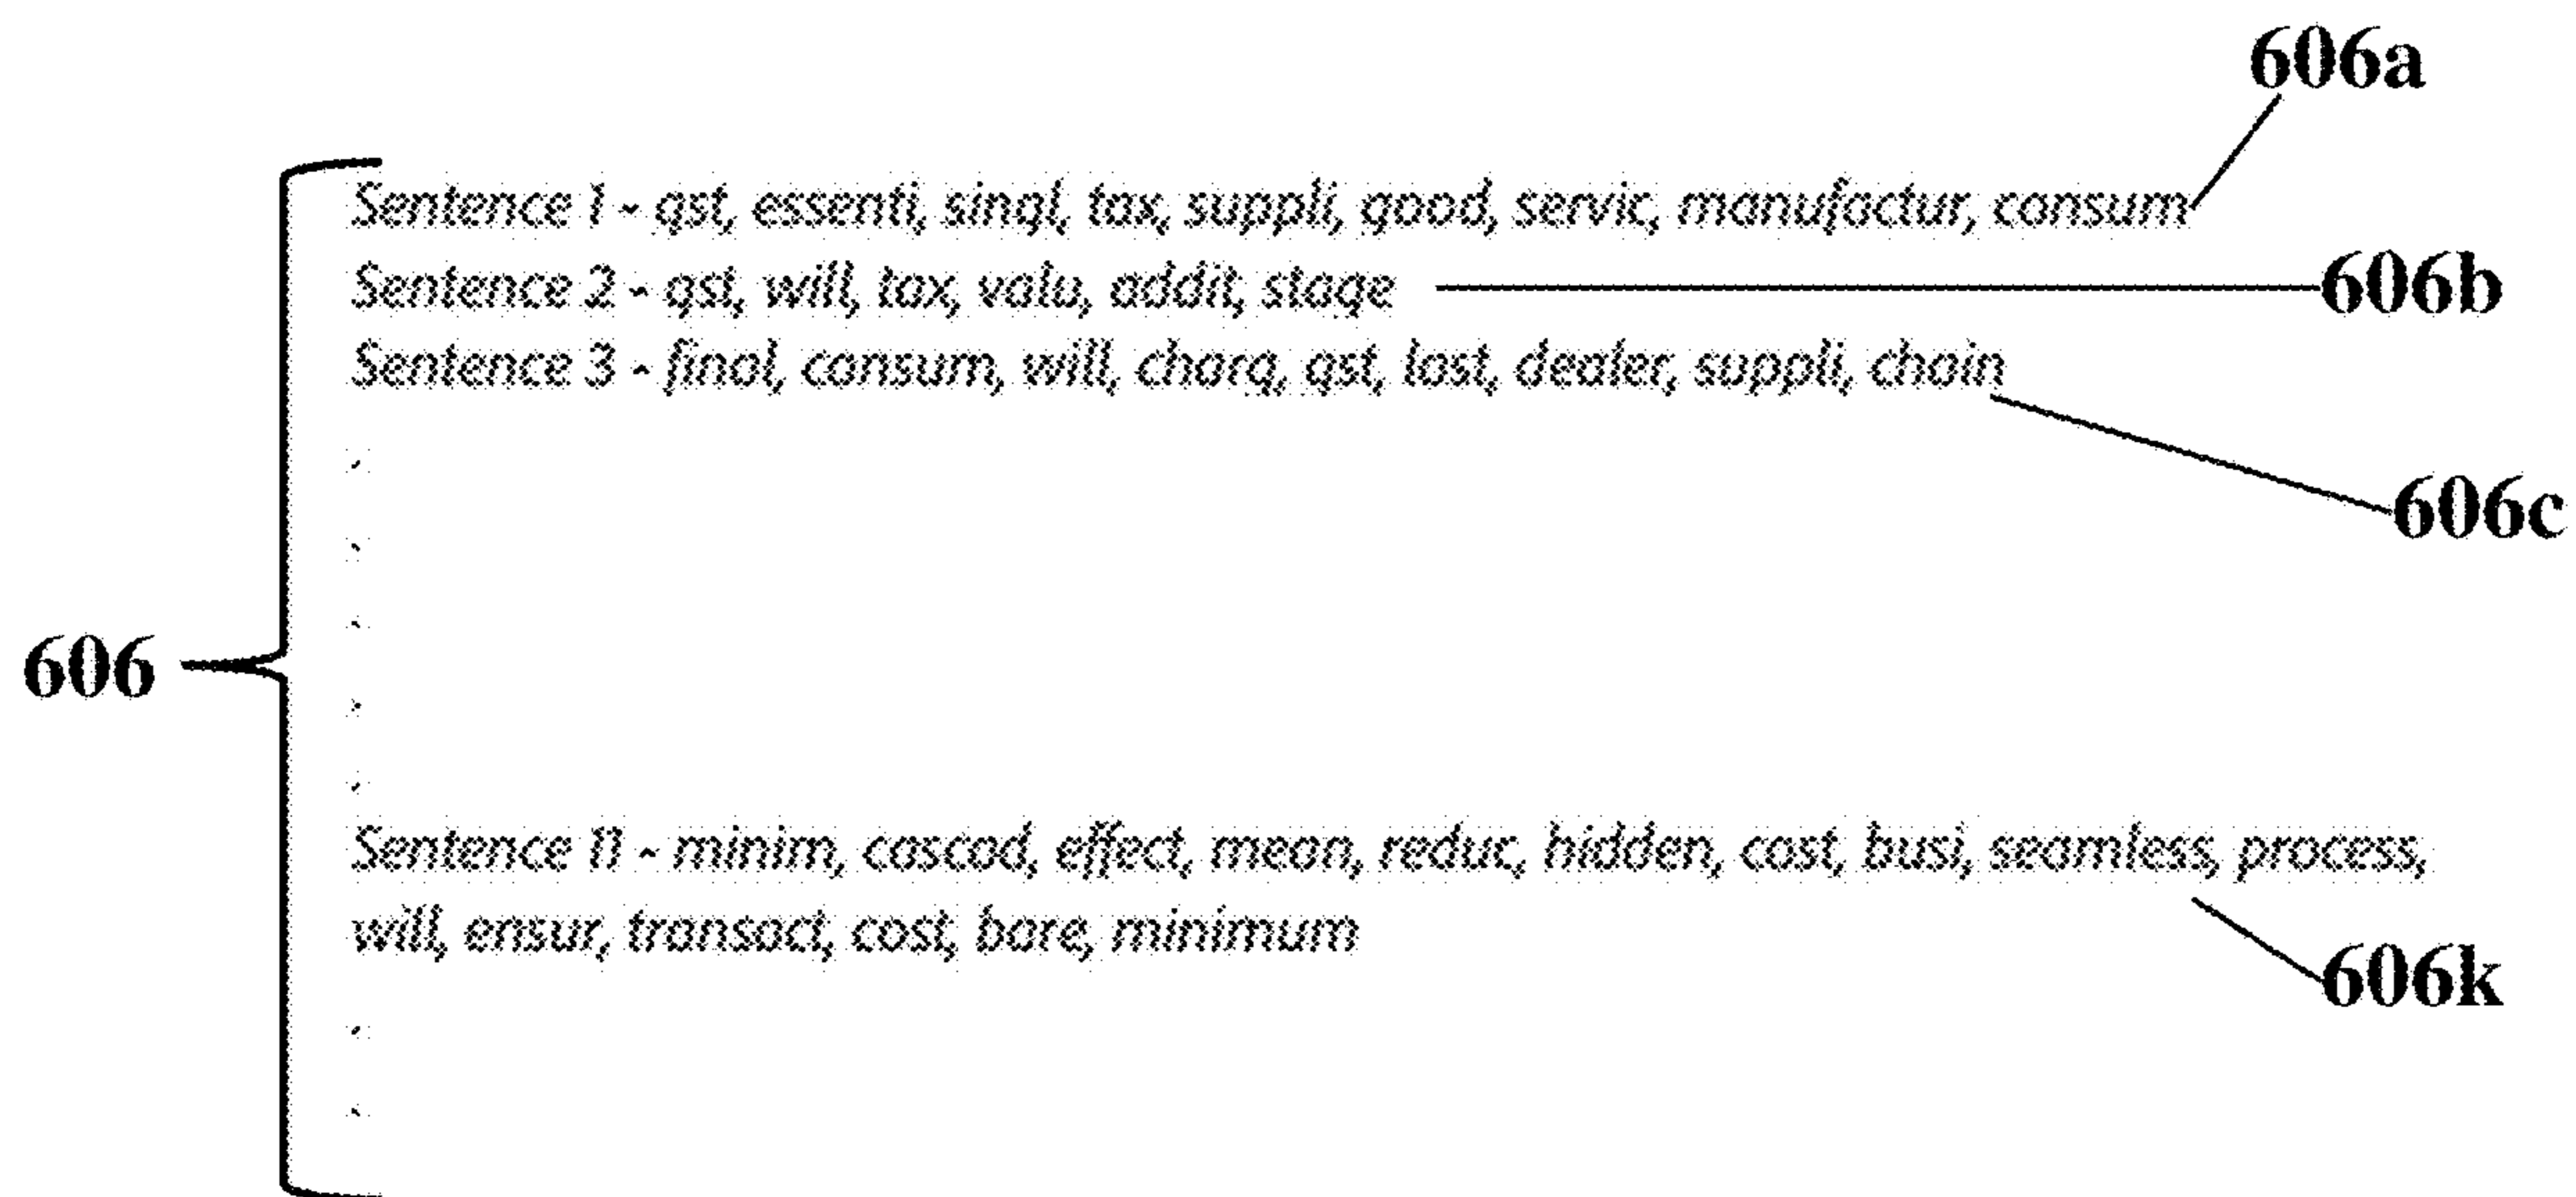 606a
Sentence 1 - gst, essenti, singl, tax, suppli, good, servic, manufactur, consum
Sentence 2 - gst, will, tax, valu, addit, stage 606b
Sentence 3 - final, consum, will, charg, gst, last, dealer, suppli, chain
.
606c
.
.
606
.
.
Sentence 11 - minim, cascad, effect, mean, reduc, hidden, cost, busi, seamless, process,
will, ensur, transact, cost, bare, minimum
606k
.
.